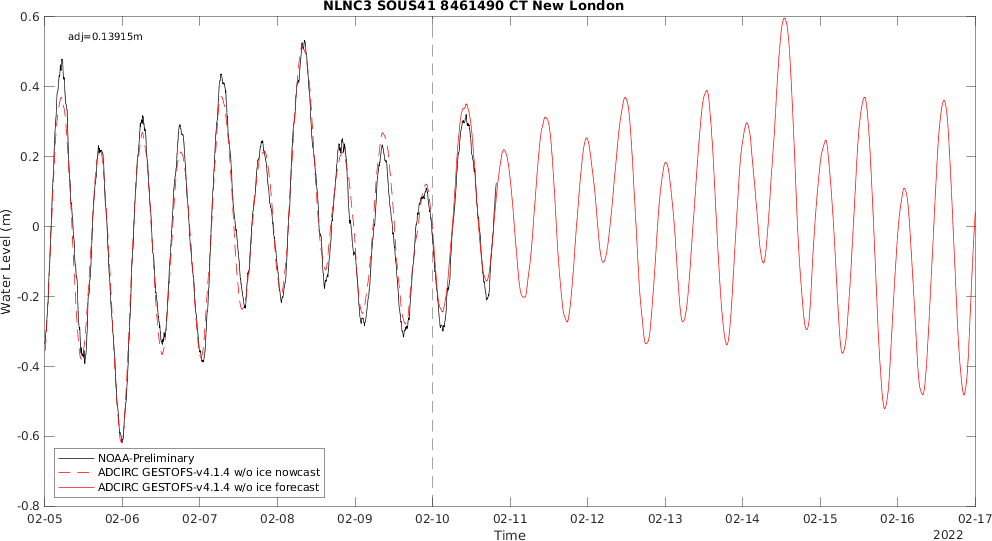 NLNC3 SOUS41 8461490 CT New London
adj=0.13915m
0.6
0.4
0.2
0
-0.2
-0.4
-0.6
-0.8
Water Level (m)
NOAA-Preliminary
ADCIRC GESTOFS-v4.1.4 w/o ice nowcast
ADCIRC GESTOFS-v4.1.4 w/o ice forecast
02-05 02-06 02-07 02-08 02-09 02-10 02-11 02-12 02-13 02-14 02-15 02-16 02-17
Time
2022